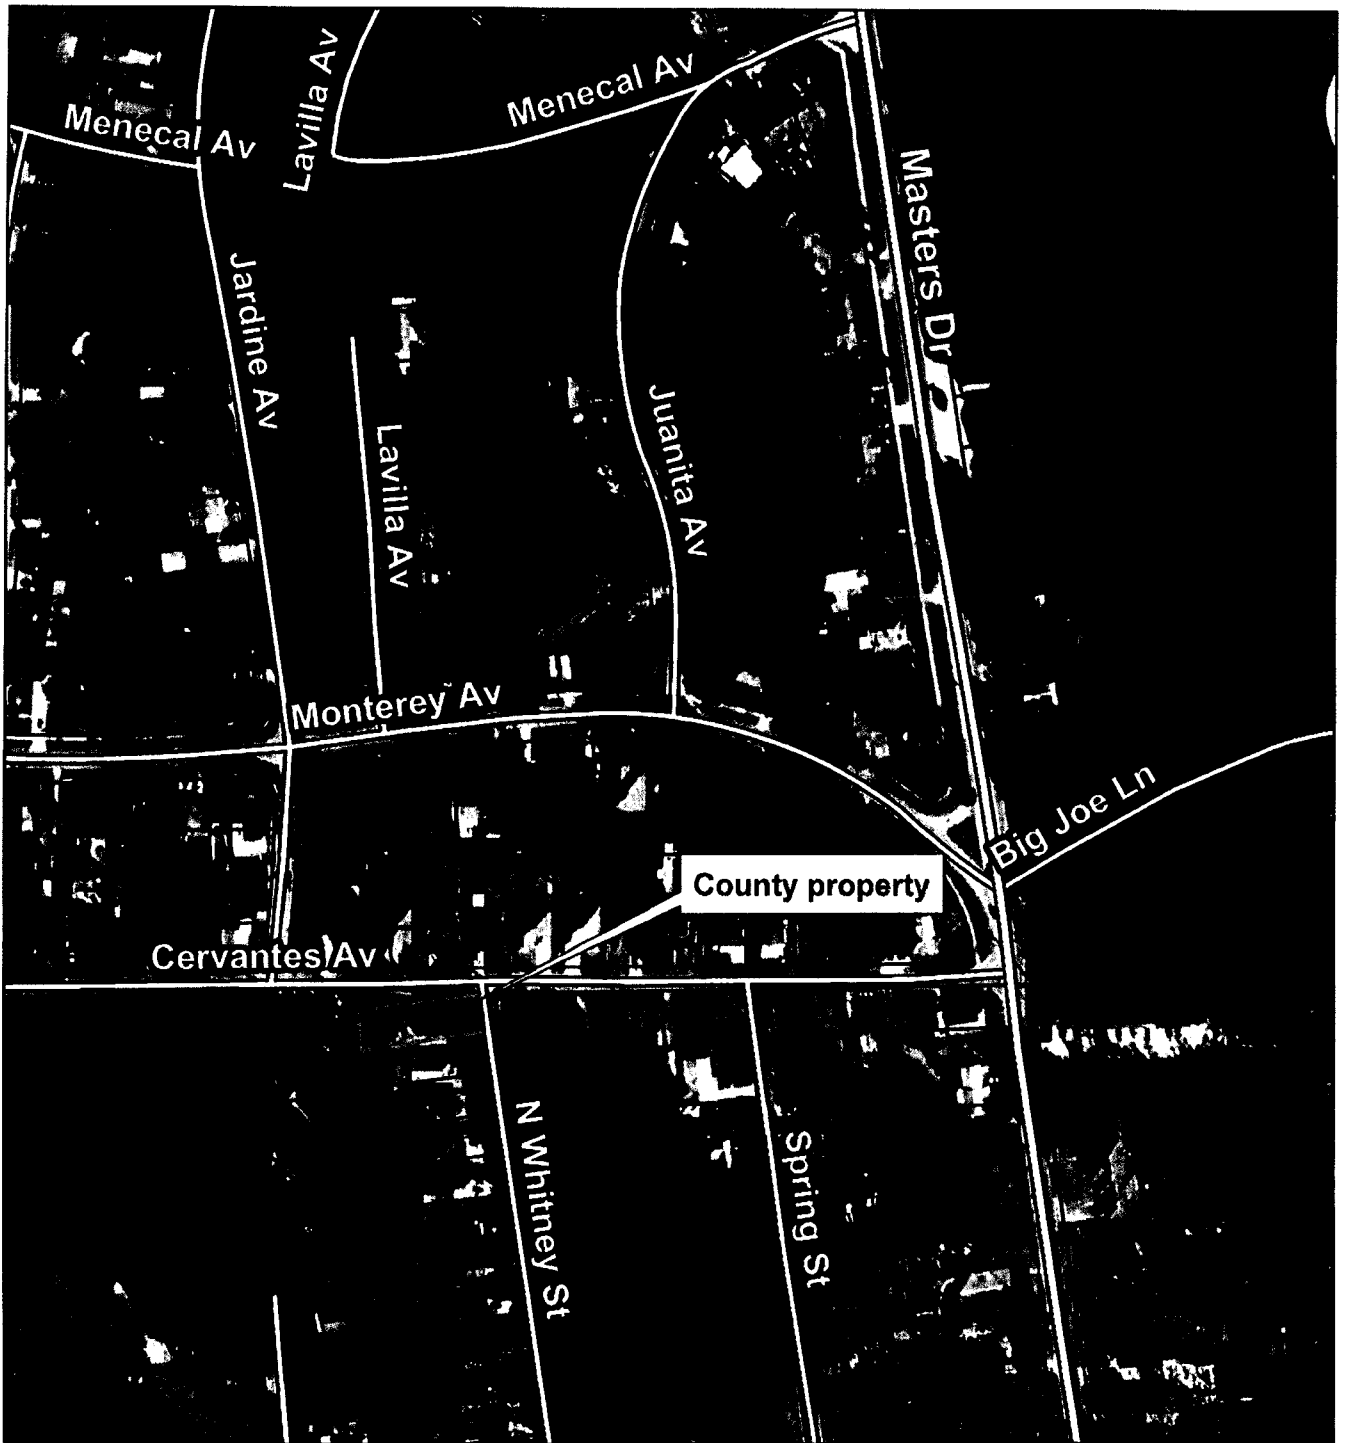 Lavilla Av
Menecal Av
Menecal Av
Masters Dr
Jardine Av
Juanita Av
Lavilla Av
Monterey Av
Big Joe Ln
County property
Cervantes Av
N Whitney St
Spring St